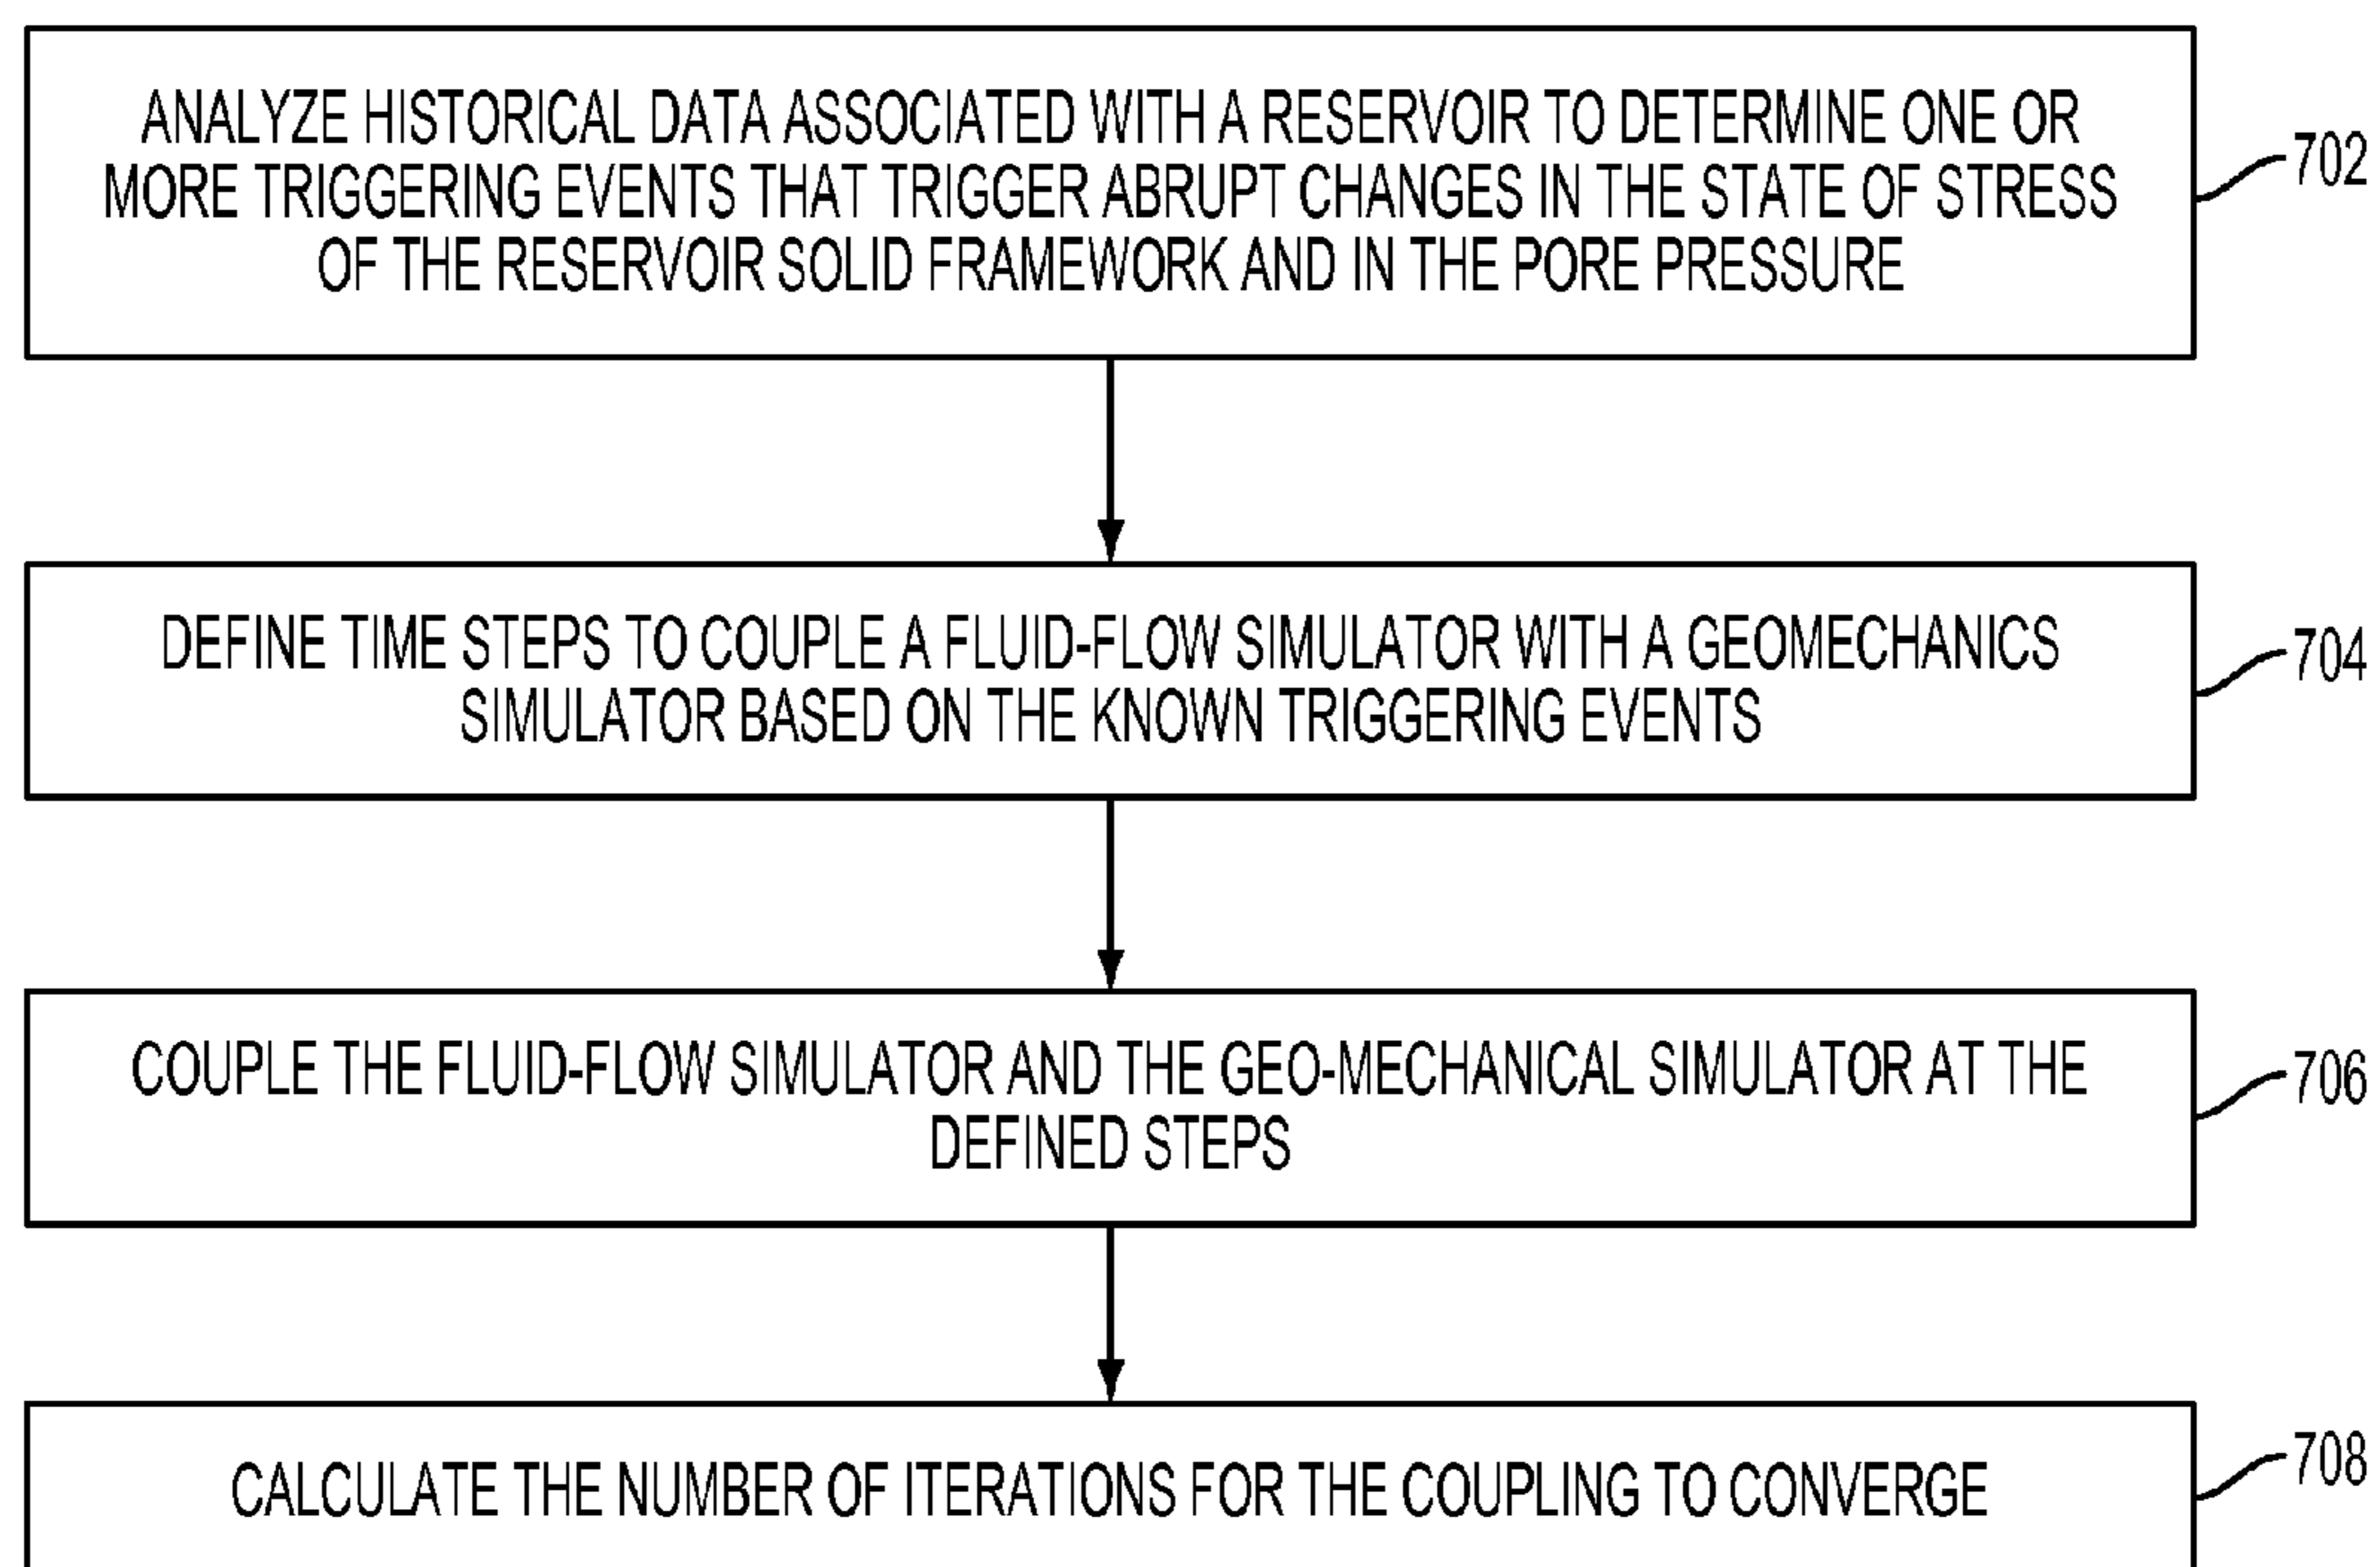 ANALYZE HISTORICAL DATA ASSOCIATED WITH A RESERVOIR TO DETERMINE ONE OR
MORE TRIGGERING EVENTS THAT TRIGGER ABRUPT CHANGES IN THE STATE OF STRESS
OF THE RESERVOIR SOLID FRAMEWORK AND IN THE PORE PRESSURE
702
DEFINE TIME STEPS TO COUPLE A FLUID-FLOW SIMULATOR WITH A GEOMECHANICS
SIMULATOR BASED ON THE KNOWN TRIGGERING EVENTS
704
COUPLE THE FLUID-FLOW SIMULATOR AND THE GEO-MECHANICAL SIMULATOR AT THE
DEFINED STEPS
706
CALCULATE THE NUMBER OF ITERATIONS FOR THE COUPLING TO CONVERGE
708